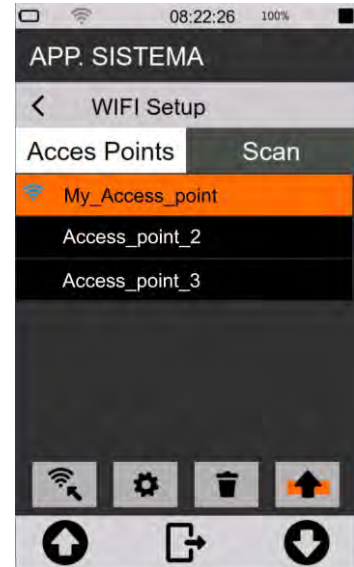 08:22:26 100%
APP. SISTEMA
WIFI Setup
Acces Points Scan
My_Access_point
Access_point_2
Access_point_3